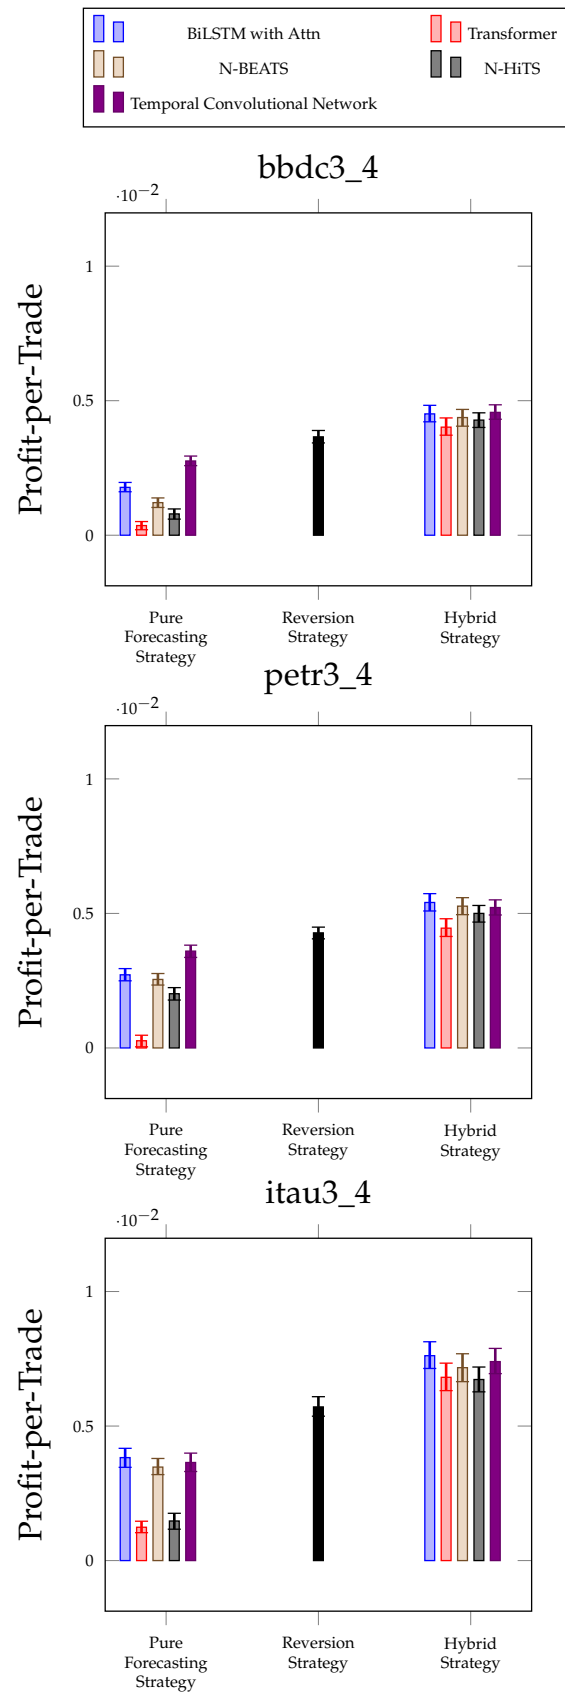 BiLSTM with Attn Transformer
N-BEATS N-HiTS
Temporal Convolutional Network
bbdc3_4
·10−2
1
0.5
0
Profit-per-Trade
Pure
Forecasting
Strategy
Reversion
Strategy
Hybrid
Strategy
petr3_4
·10−2
1
0.5
0
Profit-per-Trade
Pure
Forecasting
Strategy
Reversion
Strategy
Hybrid
Strategy
itau3_4
·10−2
1
0.5
0
Profit-per-Trade
Pure
Forecasting
Strategy
Reversion
Strategy
Hybrid
Strategy